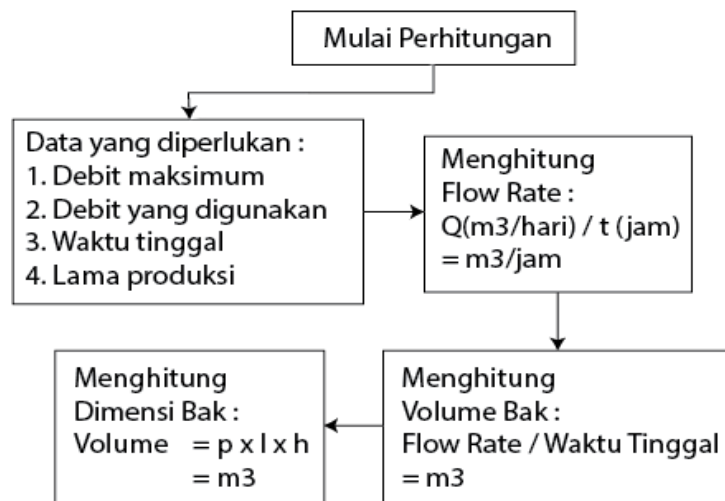 Mulai Perhitungan
Data yang diperlukan :
1. Debit maksimum
2. Debit yang digunakan
3. Waktu tinggal
4. Lama produksi
Menghitung
Flow Rate :
Q(m3/hari) / t (jam)
= m3/jam
Menghitung
Volume Bak :
Flow Rate / Waktu Tinggal
= m3
Menghitung
Dimensi Bak :
Volume = p x l x h
= m3